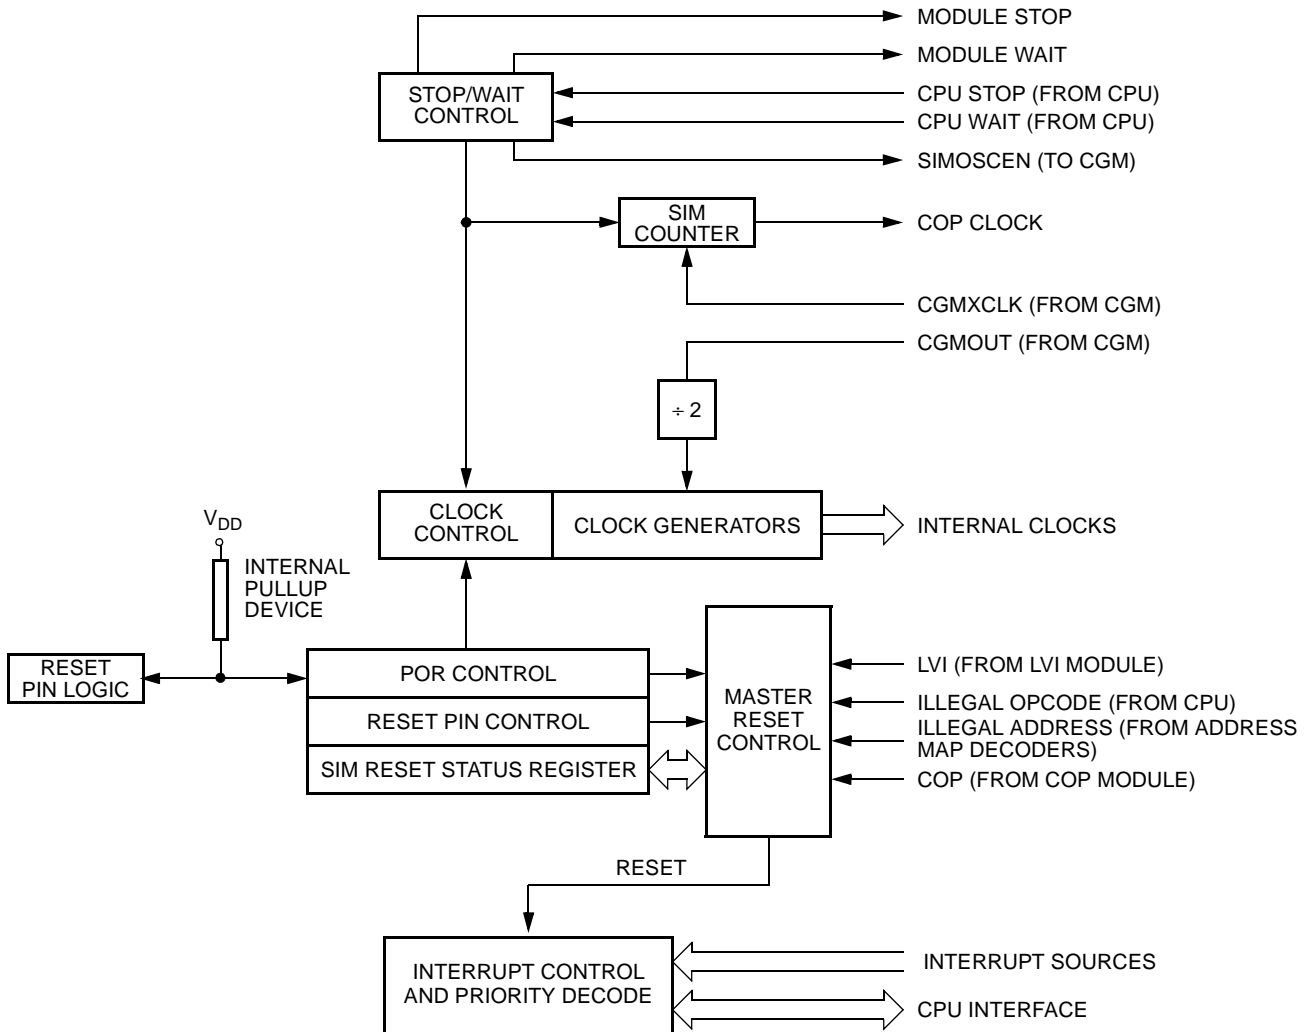 MODULE STOP
MODULE WAIT
STOP/WAIT
CONTROL
CPU STOP (FROM CPU)
CPU WAIT (FROM CPU)
SIMOSCEN (TO CGM)
SIM
COUNTER
COP CLOCK
CGMXCLK (FROM CGM)
CGMOUT (FROM CGM)
÷ 2
CLOCK
CONTROL
CLOCK GENERATORS
INTERNAL CLOCKS
VDD
INTERNAL
PULLUP
DEVICE
RESET
PIN LOGIC
POR CONTROL
RESET PIN CONTROL
SIM RESET STATUS REGISTER
MASTER
RESET
CONTROL
LVI (FROM LVI MODULE)
ILLEGAL OPCODE (FROM CPU)
ILLEGAL ADDRESS (FROM ADDRESS
MAP DECODERS)
COP (FROM COP MODULE)
RESET
INTERRUPT CONTROL
AND PRIORITY DECODE
INTERRUPT SOURCES
CPU INTERFACE